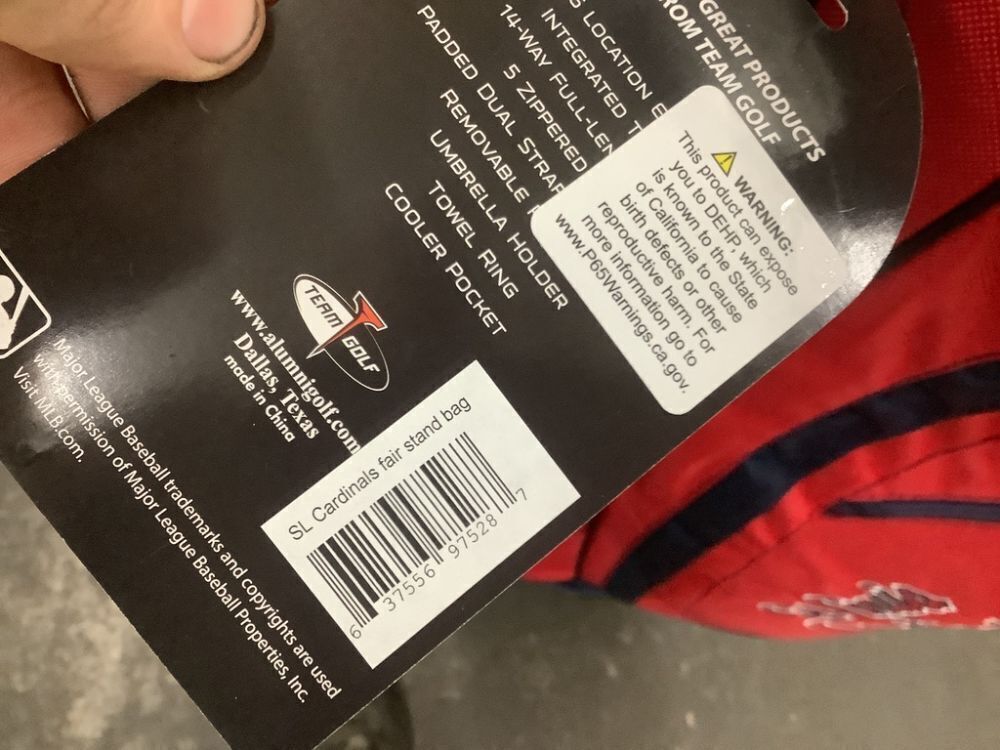 GREAT PRODUCTS
FROM TEAM GOLF
LOCATION
INTEGRATED
14-WAY
5 ZIPPERED
PADDED DUAL
REMOVABLE
UMBRELLA HOLDER
TOWEL RING
COOLER POCKET
WARNING:
This product can expose
you to DEHP, which
is known to the State
of California to cause
birth defects or other
reproductive harm. For
more information go to
www.P65Warnings.ca.gov.
TEAM GOLF
www.alumnigolf.com
Dallas, Texas
made in China
SL Cardinals fair stand bag
6 37556 97528 7
Major League Baseball trademarks and copyrights are used
with permission of Major League Baseball Properties, Inc.
Visit MLB.com.